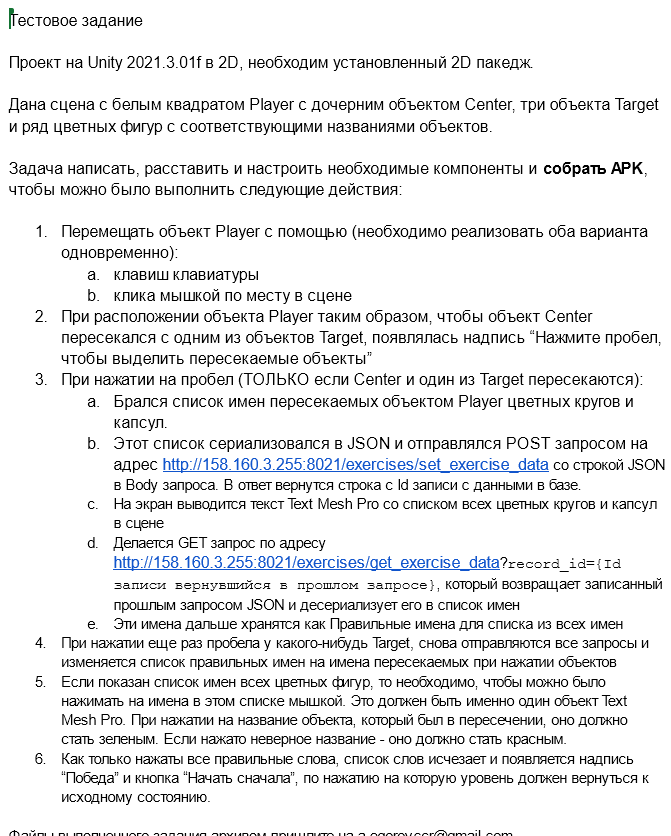 Тестовое задание
Проект на Unity 2021.3.01f в 2D, необходим установленный 2D пакедж.
Дана сцена с белым квадратом Player с дочерним объектом Center, три объекта Target
и ряд цветных фигур с соответствующими названиями объектов.
Задача написать, расставить и настроить необходимые компоненты и собрать APK,
чтобы можно было выполнить следующие действия:
1. Перемещать объект Player с помощью (необходимо реализовать оба варианта
одновременно):
a. клавиш клавиатуры
b. клика мышкой по месту в сцене
2. При расположении объекта Player таким образом, чтобы объект Center
пересекался с одним из объектов Target, появлялась надпись “Нажмите пробел,
чтобы выделить пересекаемые объекты”
3. При нажатии на пробел (ТОЛЬКО если Center и один из Target пересекаются):
a. Брался список имен пересекаемых объектом Player цветных кругов и
капсул.
b. Этот список сериализовался в JSON и отправлялся POST запросом на
адрес http://158.160.3.255:8021/exercises/set_exercise_data со строкой JSON
в Body запроса. В ответ вернутся строка с Id записи с данными в базе.
c. На экран выводится текст Text Mesh Pro со списком всех цветных кругов и капсул
в сцене
d. Делается GET запрос по адресу
http://158.160.3.255:8021/exercises/get_exercise_data?record_id={Id
записи вернувшийся в прошлом запросе}, который возвращает записанный
прошлым запросом JSON и десериализует его в список имен
e. Эти имена дальше хранятся как Правильные имена для списка из всех имен
4. При нажатии еще раз пробела у какого-нибудь Target, снова отправляются все запросы и
изменяется список правильных имен на имена пересекаемых при нажатии объектов
5. Если показан список имен всех цветных фигур, то необходимо, чтобы можно было
нажимать на имена в этом списке мышкой. Это должен быть именно один объект Text
Mesh Pro. При нажатии на название объекта, который был в пересечении, оно должно
стать зеленым. Если нажато неверное название - оно должно стать красным.
6. Как только нажаты все правильные слова, список слов исчезает и появляется надпись
“Победа” и кнопка “Начать сначала”, по нажатию на которую уровень должен вернуться к
исходному состоянию.
Файлы выполненного задания архивом пришлите на